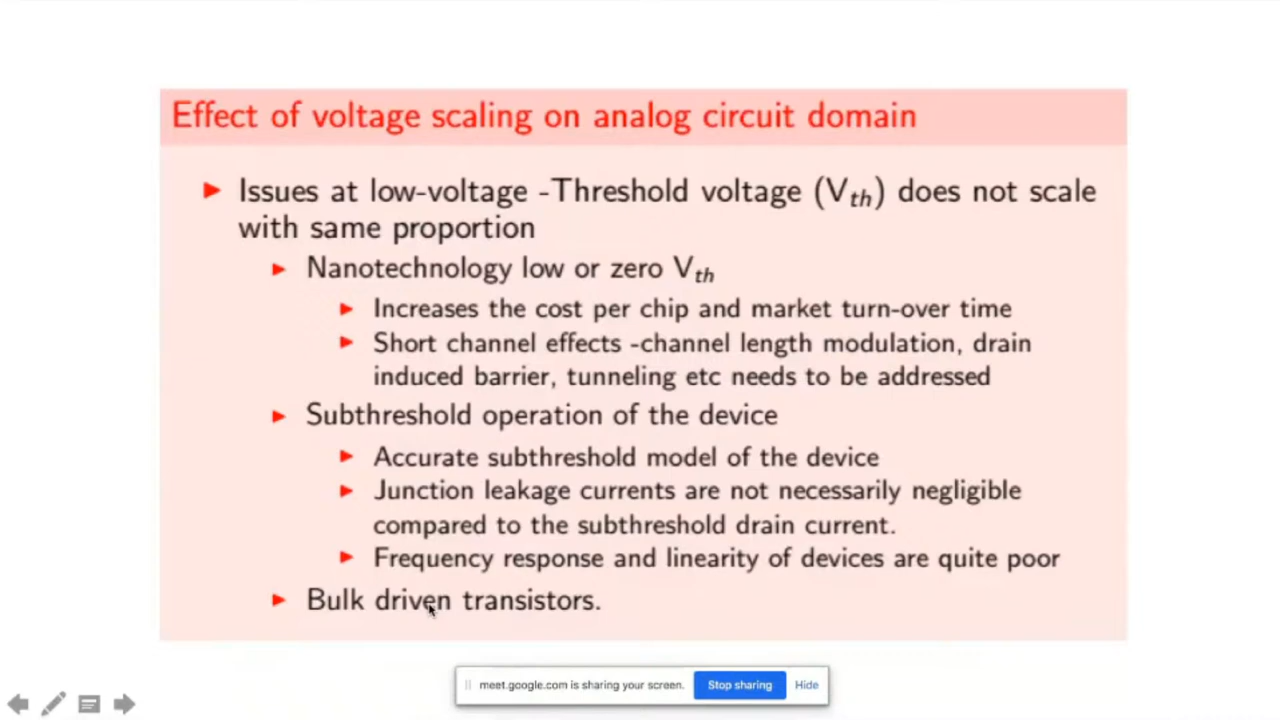 Effect of voltage scaling on analog circuit domain
Issues at low-voltage -Threshold voltage (Vth) does not scale
with same proportion
Nanotechnology low or zero Vth
Increases the cost per chip and market turn-over time
Short channel effects -channel length modulation, drain
induced barrier, tunneling etc needs to be addressed
Subthreshold operation of the device
Accurate subthreshold model of the device
Junction leakage currents are not necessarily negligible
compared to the subthreshold drain current.
Frequency response and linearity of devices are quite poor
Bulk driven transistors.
meet.google.com is sharing your screen. Stop sharing Hide